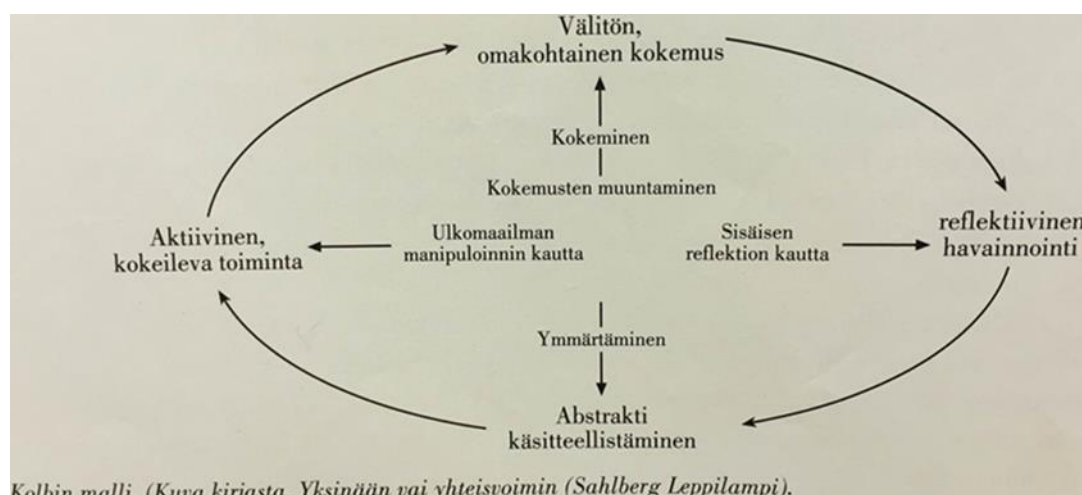 Välitön,
omakohtainen kokemus
Kokeminen
Kokemusten muuntaminen
Aktiivinen,
kokeileva toiminta
Ulkomaailman
manipuloinnin kautta
Sisäisen
reflektion kautta
reflektiivinen
havainnointi
Ymmärtäminen
Abstrakti
käsitteellistäminen
Kolbin malli. (Kuva kirjasta Yksinään vai yhteisvoimin (Sahlberg Leppilampi),